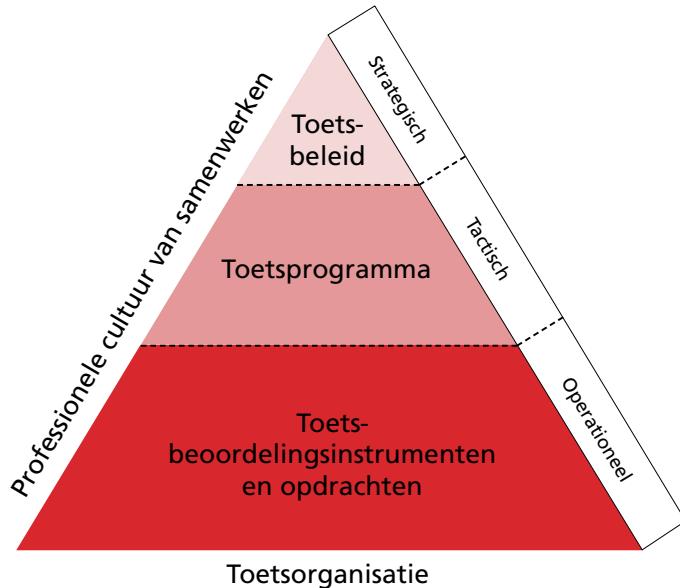 Professionele cultuur van samenwerken
Strategisch
Toets-
beleid
Tactisch
Toetsprogramma
Operationeel
Toets-
beoordelingsinstrumenten
en opdrachten
Toetsorganisatie